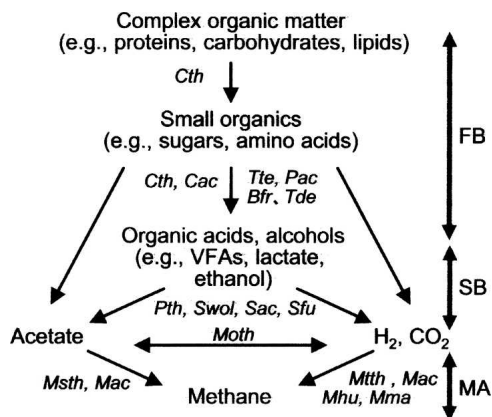 Complex organic matter
(e.g., proteins, carbohydrates, lipids)
Cth
Small organics
(e.g., sugars, amino acids)
FB
Cth, Cac
Tte, Pac
Bfr, Tde
Organic acids, alcohols
(e.g., VFAs, lactate,
ethanol)
SB
Pth, Swol, Sac, Sfu
Acetate
Moth
H2, CO2
Msth, Mac
Mtth , Mac
Methane
Mhu, Mma
MA